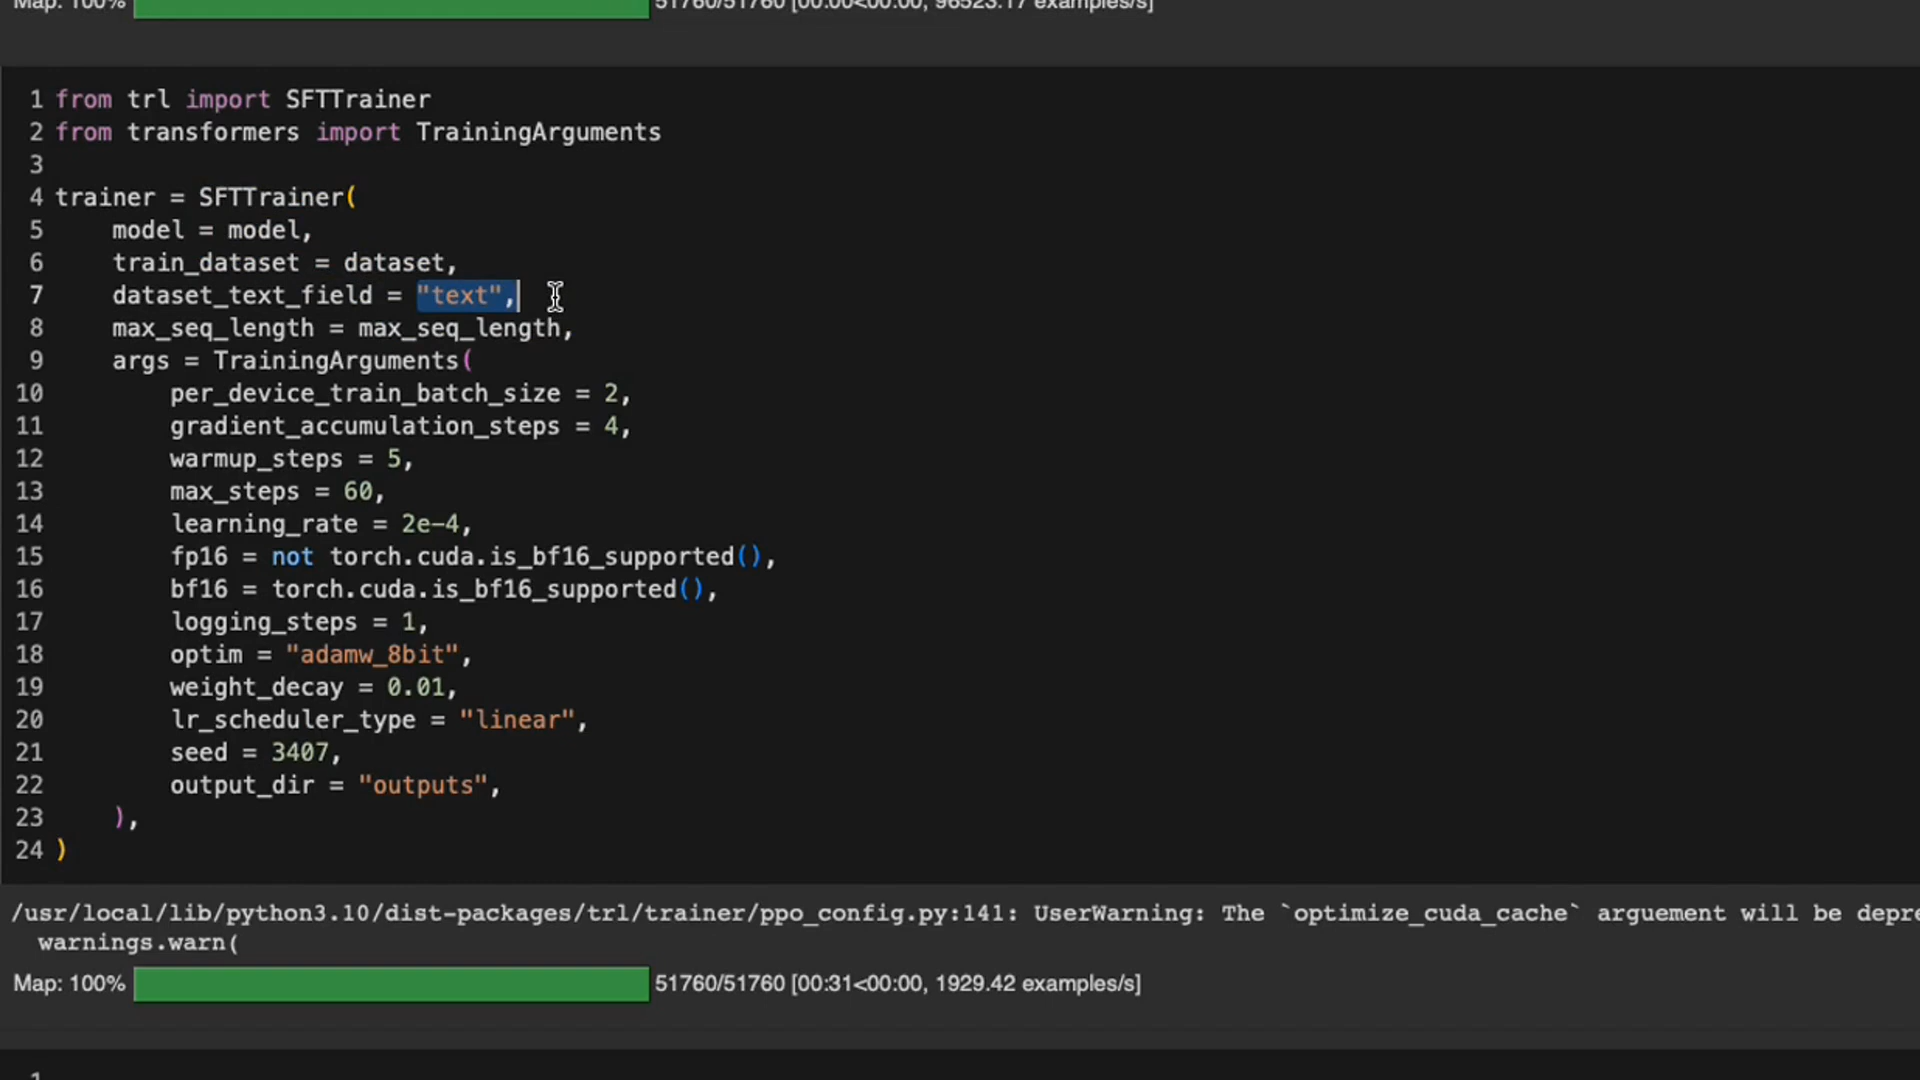 Map: 100% 51760/51760 [00:00<00:00, 96523.17 examples/s]
1 from trl import SFTTrainer
2 from transformers import TrainingArguments
3
4 trainer = SFTTrainer(
5 model = model,
6 train_dataset = dataset,
7 dataset_text_field = "text",
8 max_seq_length = max_seq_length,
9 args = TrainingArguments(
10 per_device_train_batch_size = 2,
11 gradient_accumulation_steps = 4,
12 warmup_steps = 5,
13 max_steps = 60,
14 learning_rate = 2e-4,
15 fp16 = not torch.cuda.is_bf16_supported(),
16 bf16 = torch.cuda.is_bf16_supported(),
17 logging_steps = 1,
18 optim = "adamw_8bit",
19 weight_decay = 0.01,
20 lr_scheduler_type = "linear",
21 seed = 3407,
22 output_dir = "outputs",
23 ),
24 )
/usr/local/lib/python3.10/dist-packages/trl/trainer/ppo_config.py:141: UserWarning: The `optimize_cuda_cache` arguement will be depre
warnings.warn(
Map: 100% 51760/51760 [00:31<00:00, 1929.42 examples/s]
1